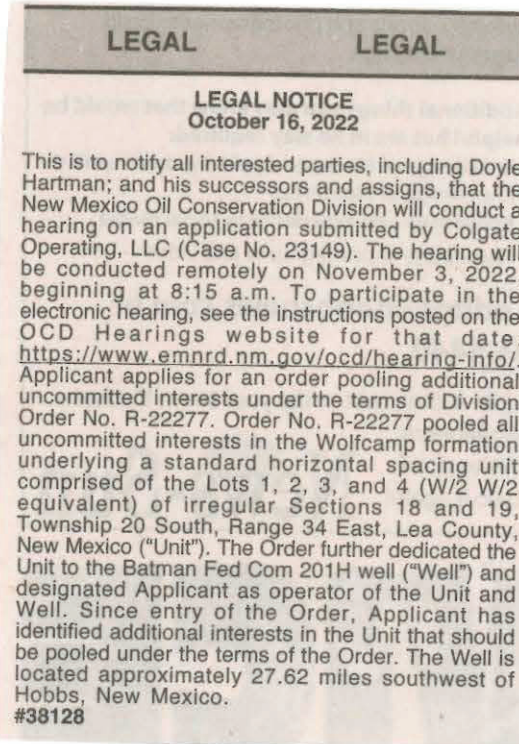 LEGAL LEGAL
LEGAL NOTICE
October 16, 2022
This is to notify all interested parties, including Doyle
Hartman; and his successors and assigns, that the
New Mexico Oil Conservation Division will conduct a
hearing on an application submitted by Colgate
Operating, LLC (Case No. 23149). The hearing will
be conducted remotely on November 3, 2022
beginning at 8:15 a.m. To participate in the
electronic hearing, see the instructions posted on the
OCD Hearings website for that date
https://www.emnrd.nm.gov/ocd/hearing-info/.
Applicant applies for an order pooling additional
uncommitted interests under the terms of Division
Order No. R-22277. Order No. R-22277 pooled all
uncommitted interests in the Wolfcamp formation
underlying a standard horizontal spacing unit
comprised of the Lots 1, 2, 3, and 4 (W/2 W/2
equivalent) of irregular Sections 18 and 19,
Township 20 South, Range 34 East, Lea County,
New Mexico ("Unit"). The Order further dedicated the
Unit to the Batman Fed Com 201H well ("Well") and
designated Applicant as operator of the Unit and
Well. Since entry of the Order, Applicant has
identified additional interests in the Unit that should
be pooled under the terms of the Order. The Well is
located approximately 27.62 miles southwest of
Hobbs, New Mexico.
#38128